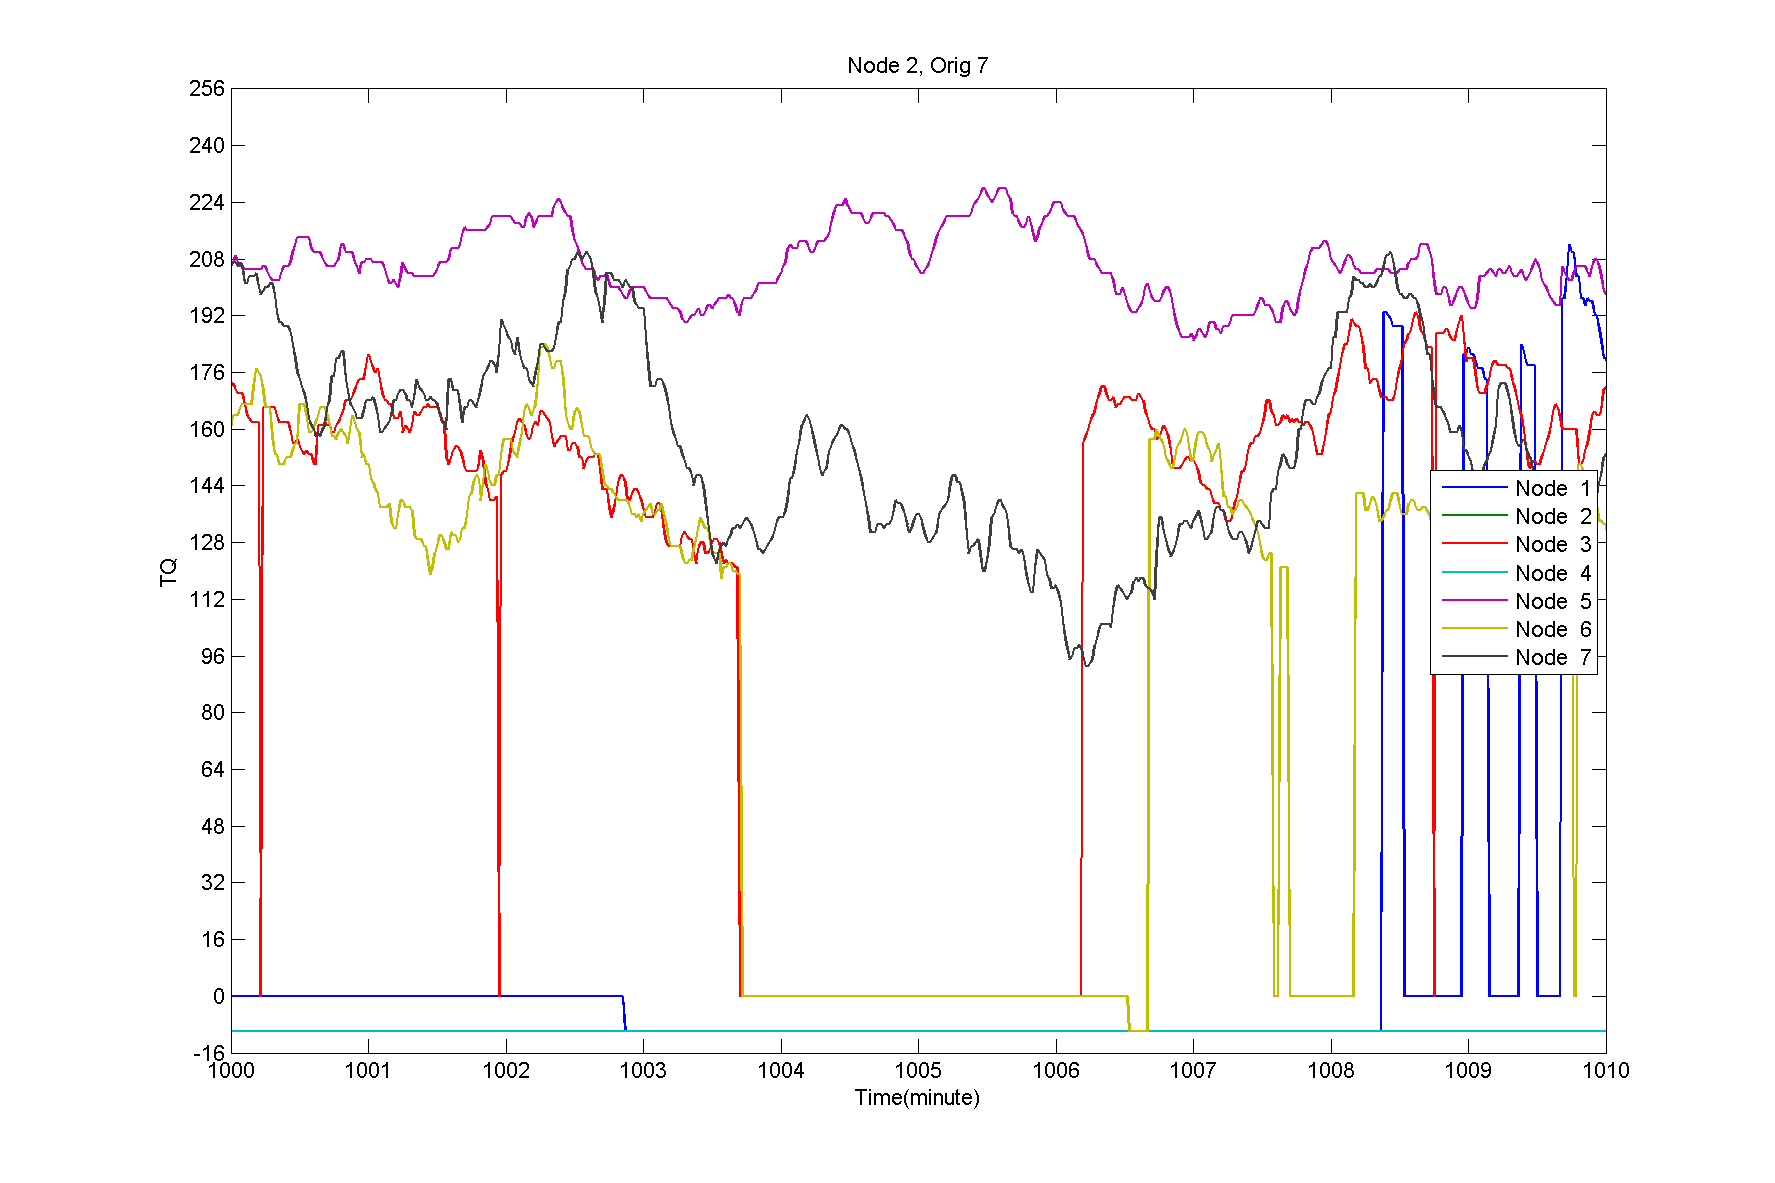 Node 2, Orig 7
256
240
224
208
192
176
160
144
128
112
96
80
64
48
32
16
0
-16
TQ
Node 1
Node 2
Node 3
Node 4
Node 5
Node 6
Node 7
1000 1001 1002 1003 1004 1005 1006 1007 1008 1009 1010
Time(minute)